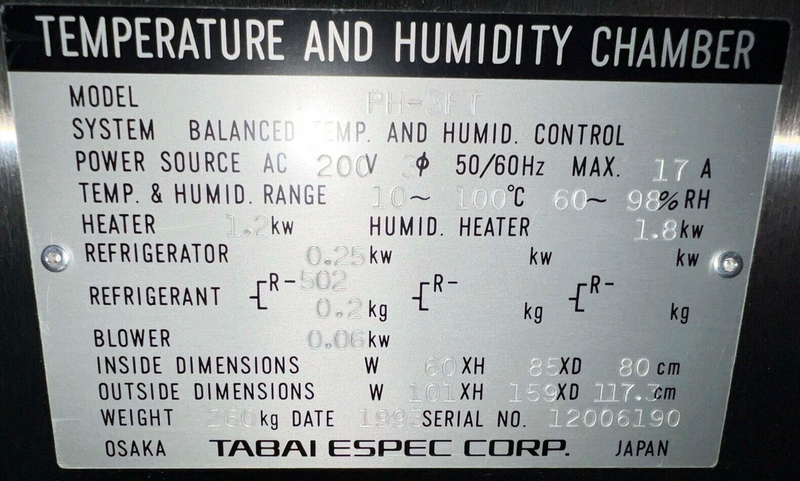 TEMPERATURE AND HUMIDITY CHAMBER
MODEL PH-3FT
SYSTEM BALANCED TEMP. AND HUMID. CONTROL
POWER SOURCE AC 200V 3ϕ 50/60Hz MAX. 17 A
TEMP. & HUMID. RANGE 10~ 100°C 60~ 98%RH
HEATER 1.2kw HUMID. HEATER 1.8kw
REFRIGERATOR 0.25kw kw kw
REFRIGERANT R-502 0.2kg R- kg R- kg
BLOWER 0.06kw
INSIDE DIMENSIONS W 60XH 85XD 80cm
OUTSIDE DIMENSIONS W 101XH 159XD 117.3cm
WEIGHT kg DATE 1993 SERIAL NO. 12006190
OSAKA TABAI ESPEC CORP. JAPAN